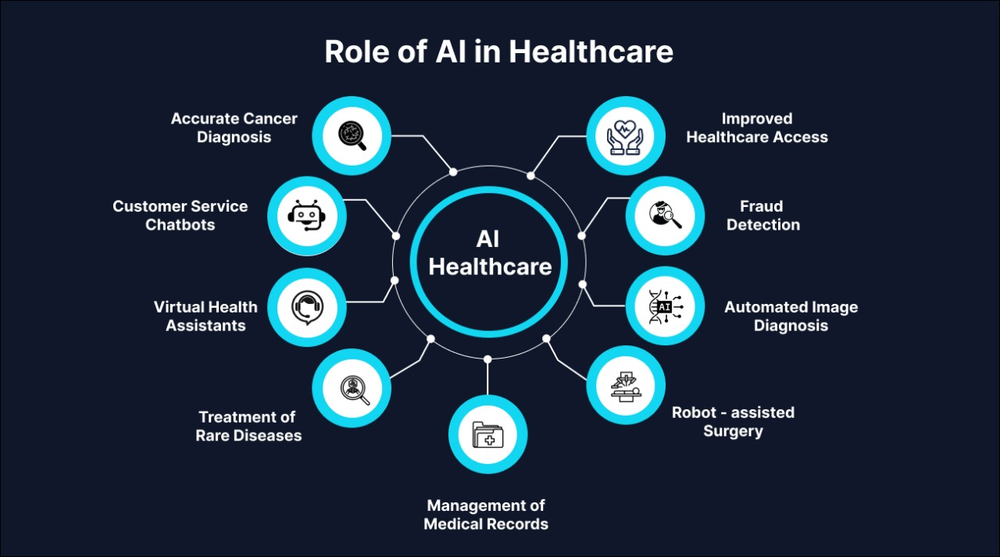 Role of AI in Healthcare
Accurate Cancer
Diagnosis
Improved
Healthcare Access
Customer Service
Chatbots
Fraud
Detection
AI
Healthcare
Virtual Health
Assistants
Automated Image
Diagnosis
AI
Treatment of
Rare Diseases
Robot - assisted
Surgery
Management of
Medical Records